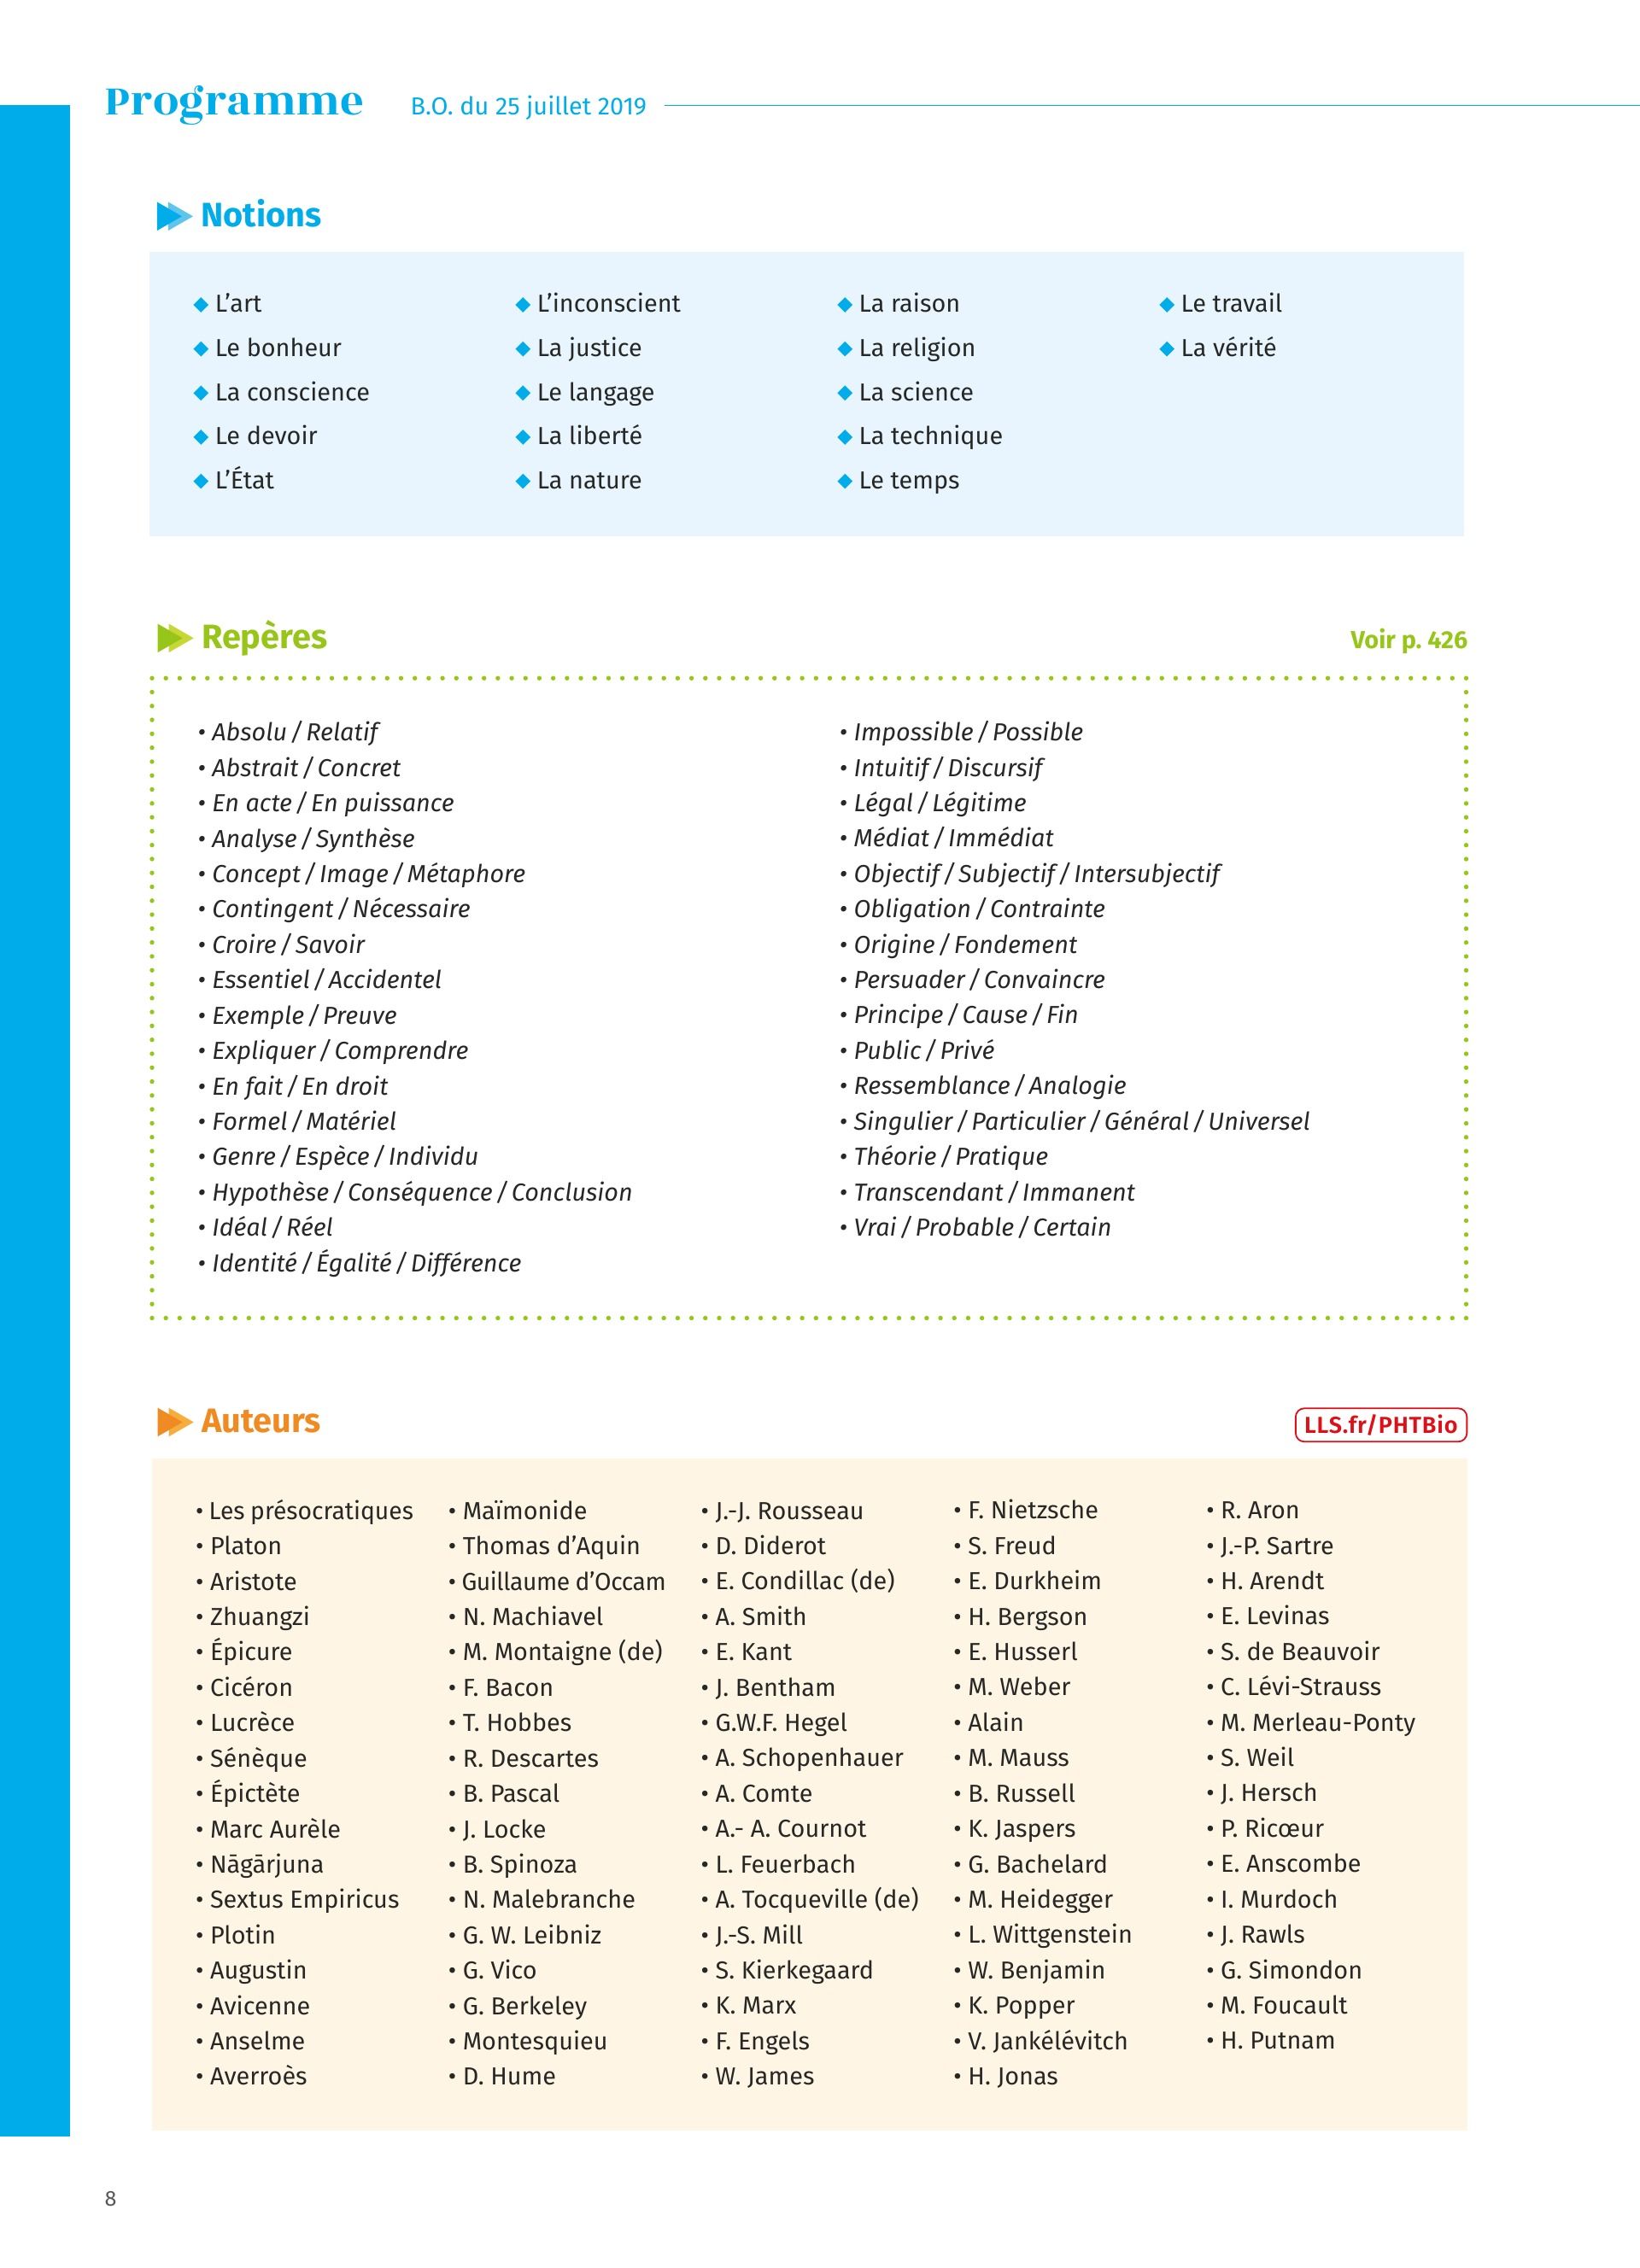 Programme B.O. du 25 juillet 2019
Notions
◆ L’art
◆ Le bonheur
◆ La conscience
◆ Le devoir
◆ L’État
◆ L’inconscient
◆ La justice
◆ Le langage
◆ La liberté
◆ La nature
◆ La raison
◆ La religion
◆ La science
◆ La technique
◆ Le temps
◆ Le travail
◆ La vérité
Repères
Voir p. 426
• Absolu / Relatif
• Abstrait / Concret
• En acte / En puissance
• Analyse / Synthèse
• Concept / Image / Métaphore
• Contingent / Nécessaire
• Croire / Savoir
• Essentiel / Accidentel
• Exemple / Preuve
• Expliquer / Comprendre
• En fait / En droit
• Formel / Matériel
• Genre / Espèce / Individu
• Hypothèse / Conséquence / Conclusion
• Idéal / Réel
• Identité / Égalité / Différence
• Impossible / Possible
• Intuitif / Discursif
• Légal / Légitime
• Médiat / Immédiat
• Objectif / Subjectif / Intersubjectif
• Obligation / Contrainte
• Origine / Fondement
• Persuader / Convaincre
• Principe / Cause / Fin
• Public / Privé
• Ressemblance / Analogie
• Singulier / Particulier / Général / Universel
• Théorie / Pratique
• Transcendant / Immanent
• Vrai / Probable / Certain
Auteurs
LLS.fr/PHTBio
• Les présocratiques
• Platon
• Aristote
• Zhuangzi
• Épicure
• Cicéron
• Lucrèce
• Sénèque
• Épictète
• Marc Aurèle
• Nāgārjuna
• Sextus Empiricus
• Plotin
• Augustin
• Avicenne
• Anselme
• Averroès
• Maïmonide
• Thomas d’Aquin
• Guillaume d’Occam
• N. Machiavel
• M. Montaigne (de)
• F. Bacon
• T. Hobbes
• R. Descartes
• B. Pascal
• J. Locke
• B. Spinoza
• N. Malebranche
• G. W. Leibniz
• G. Vico
• G. Berkeley
• Montesquieu
• D. Hume
• J.-J. Rousseau
• D. Diderot
• E. Condillac (de)
• A. Smith
• E. Kant
• J. Bentham
• G.W.F. Hegel
• A. Schopenhauer
• A. Comte
• A.- A. Cournot
• L. Feuerbach
• A. Tocqueville (de)
• J.-S. Mill
• S. Kierkegaard
• K. Marx
• F. Engels
• W. James
• F. Nietzsche
• S. Freud
• E. Durkheim
• H. Bergson
• E. Husserl
• M. Weber
• Alain
• M. Mauss
• B. Russell
• K. Jaspers
• G. Bachelard
• M. Heidegger
• L. Wittgenstein
• W. Benjamin
• K. Popper
• V. Jankélévitch
• H. Jonas
• R. Aron
• J.-P. Sartre
• H. Arendt
• E. Levinas
• S. de Beauvoir
• C. Lévi-Strauss
• M. Merleau-Ponty
• S. Weil
• J. Hersch
• P. Ricœur
• E. Anscombe
• I. Murdoch
• J. Rawls
• G. Simondon
• M. Foucault
• H. Putnam
8